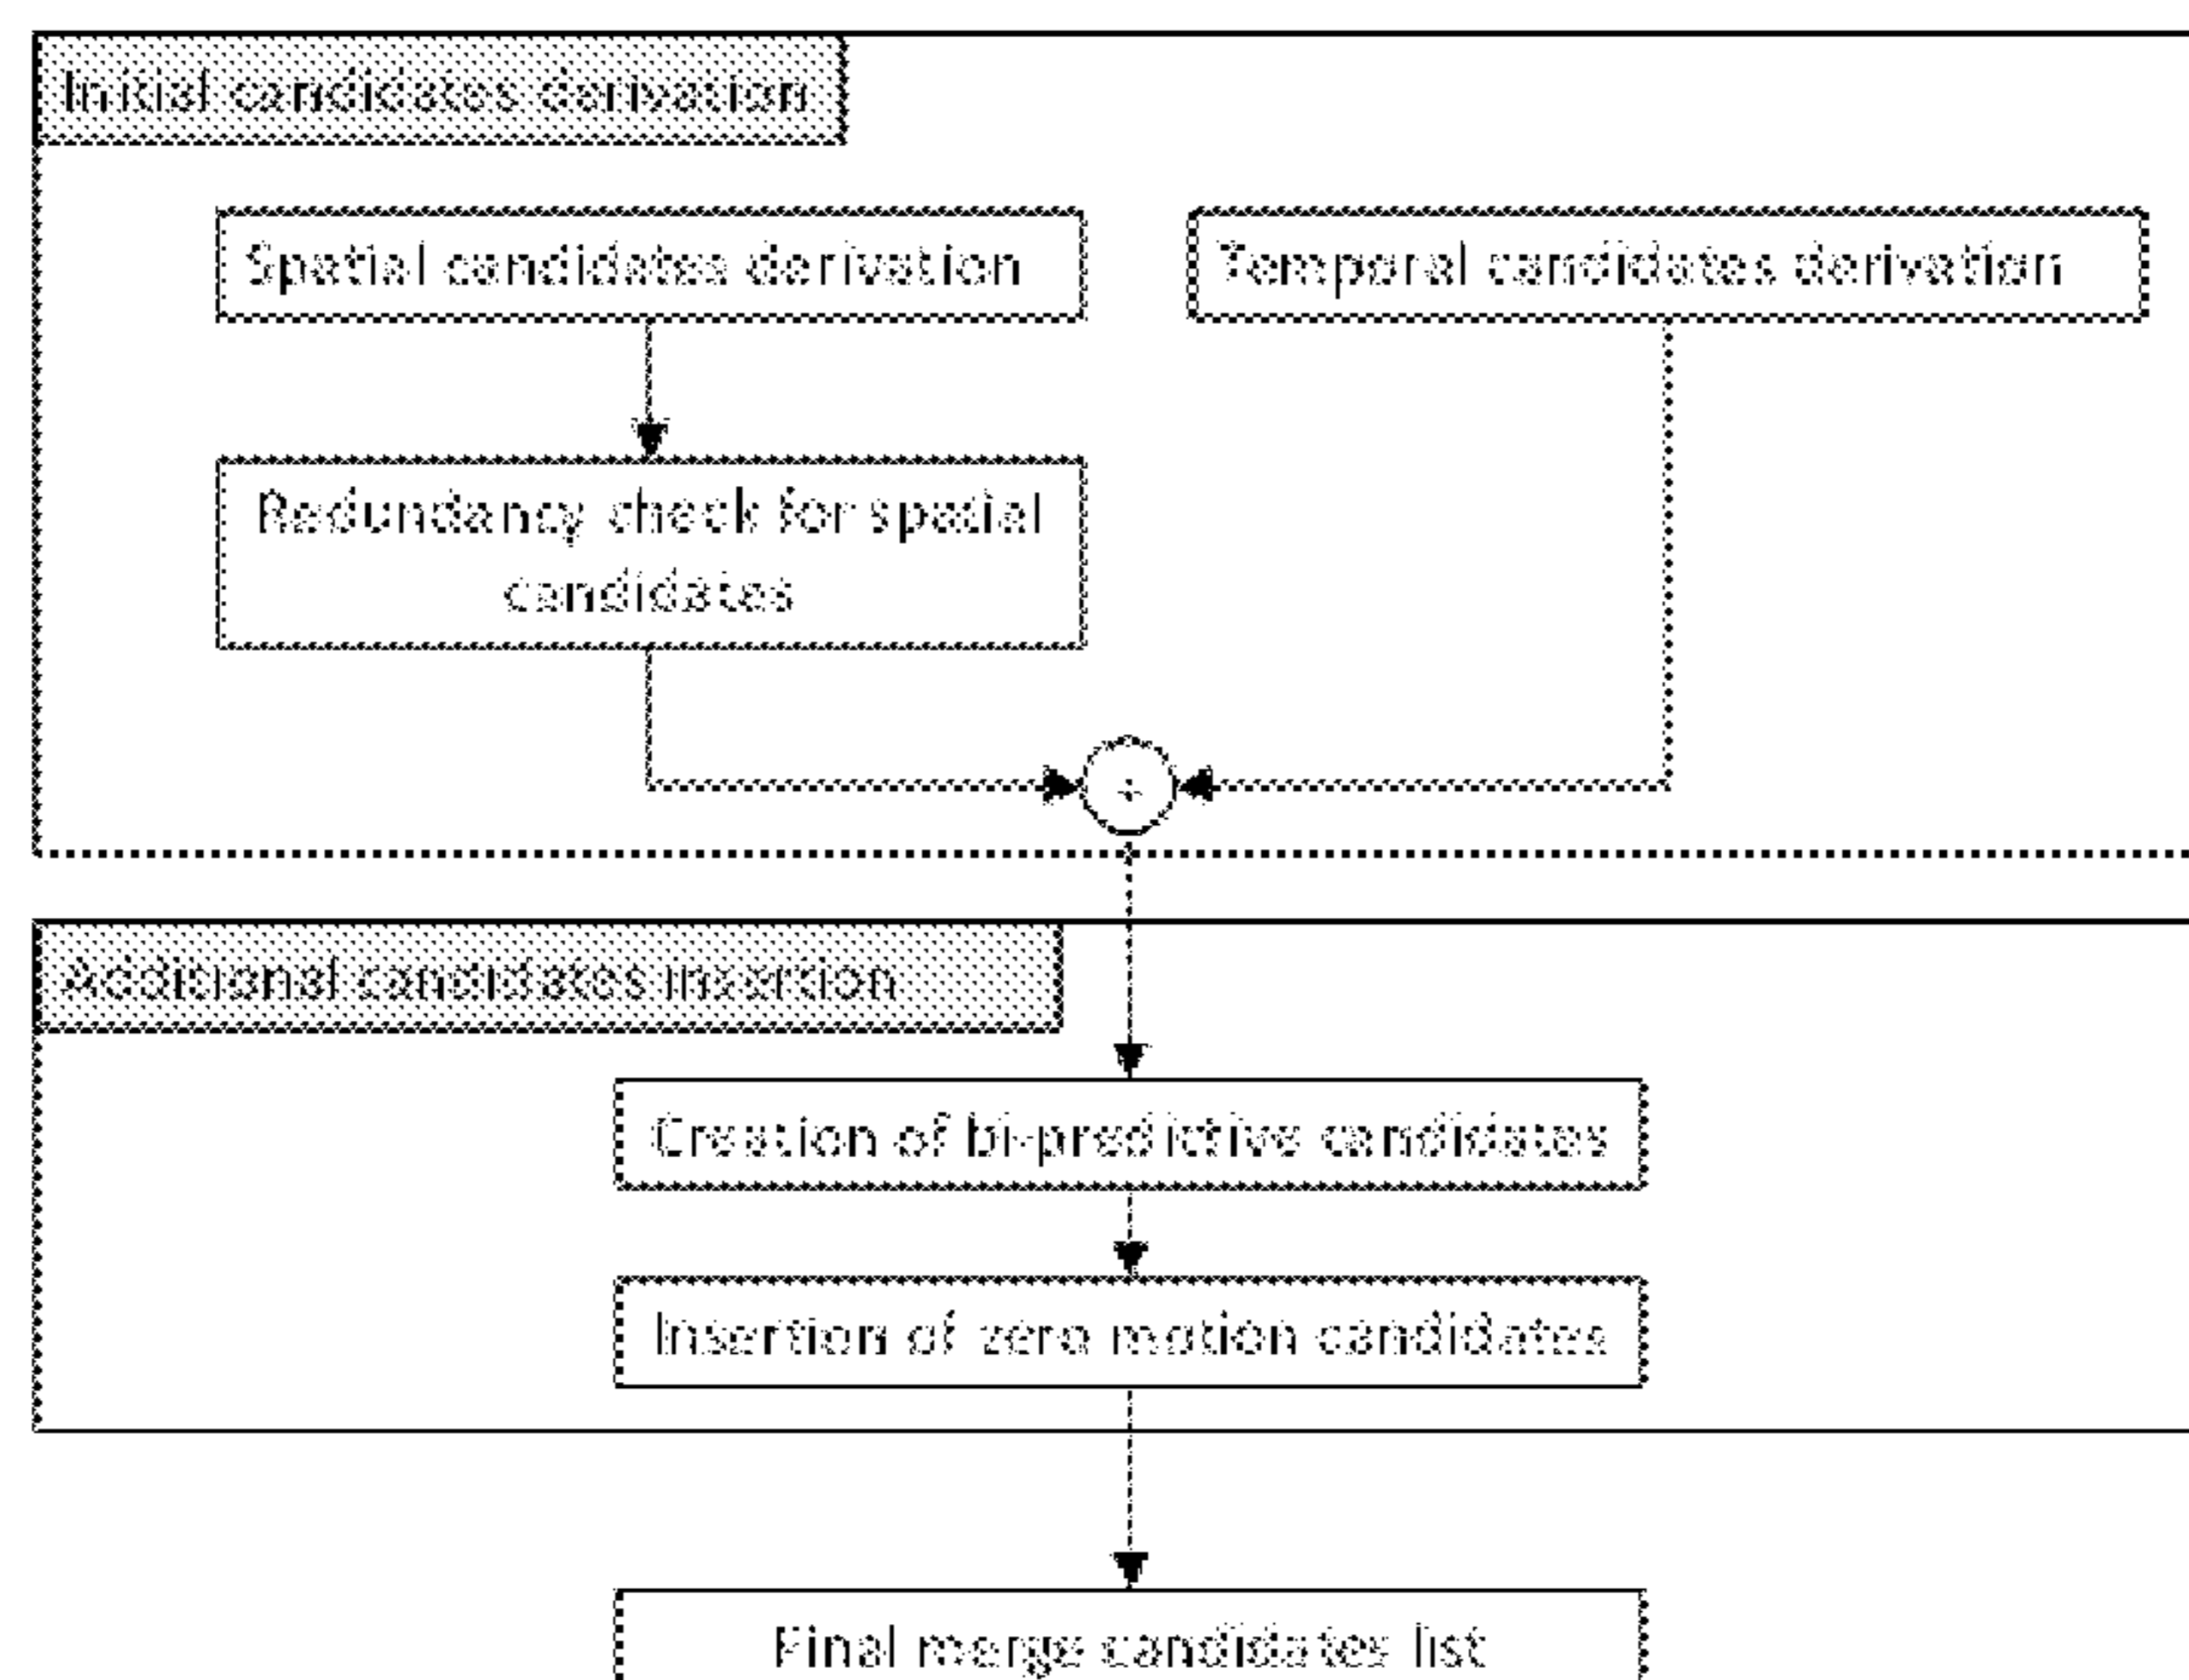 Initial candidates derivation
Spatial candidates derivation
Temporal candidates derivation
Redundancy check for spatial
candidates
+
Additional candidates insertion
Creation of bi-predictive candidates
Insertion of zero motion candidates
Final merge candidates list